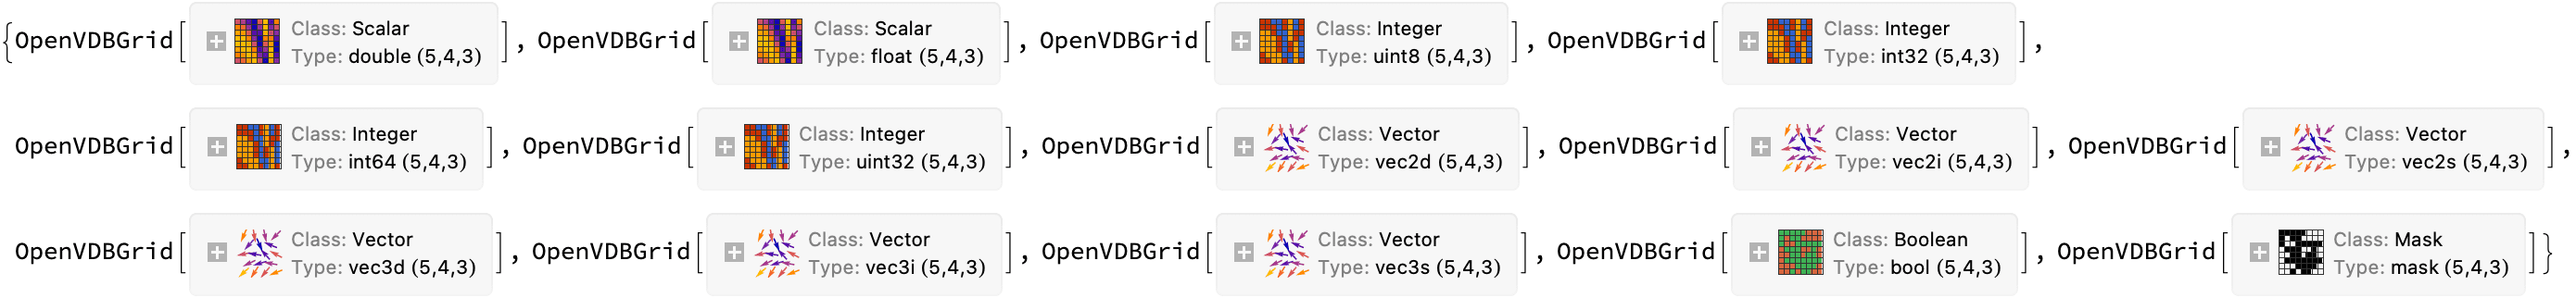 {OpenVDBGrid[ Class: Scalar Type: double (5,4,3) ], OpenVDBGrid[ Class: Scalar Type: float (5,4,3) ], OpenVDBGrid[ Class: Integer Type: uint8 (5,4,3) ], OpenVDBGrid[ Class: Integer Type: int32 (5,4,3) ],
OpenVDBGrid[ Class: Integer Type: int64 (5,4,3) ], OpenVDBGrid[ Class: Integer Type: uint32 (5,4,3) ], OpenVDBGrid[ Class: Vector Type: vec2d (5,4,3) ], OpenVDBGrid[ Class: Vector Type: vec2i (5,4,3) ], OpenVDBGrid[ Class: Vector Type: vec2s (5,4,3) ],
OpenVDBGrid[ Class: Vector Type: vec3d (5,4,3) ], OpenVDBGrid[ Class: Vector Type: vec3i (5,4,3) ], OpenVDBGrid[ Class: Vector Type: vec3s (5,4,3) ], OpenVDBGrid[ Class: Boolean Type: bool (5,4,3) ], OpenVDBGrid[ Class: Mask Type: mask (5,4,3) ]}